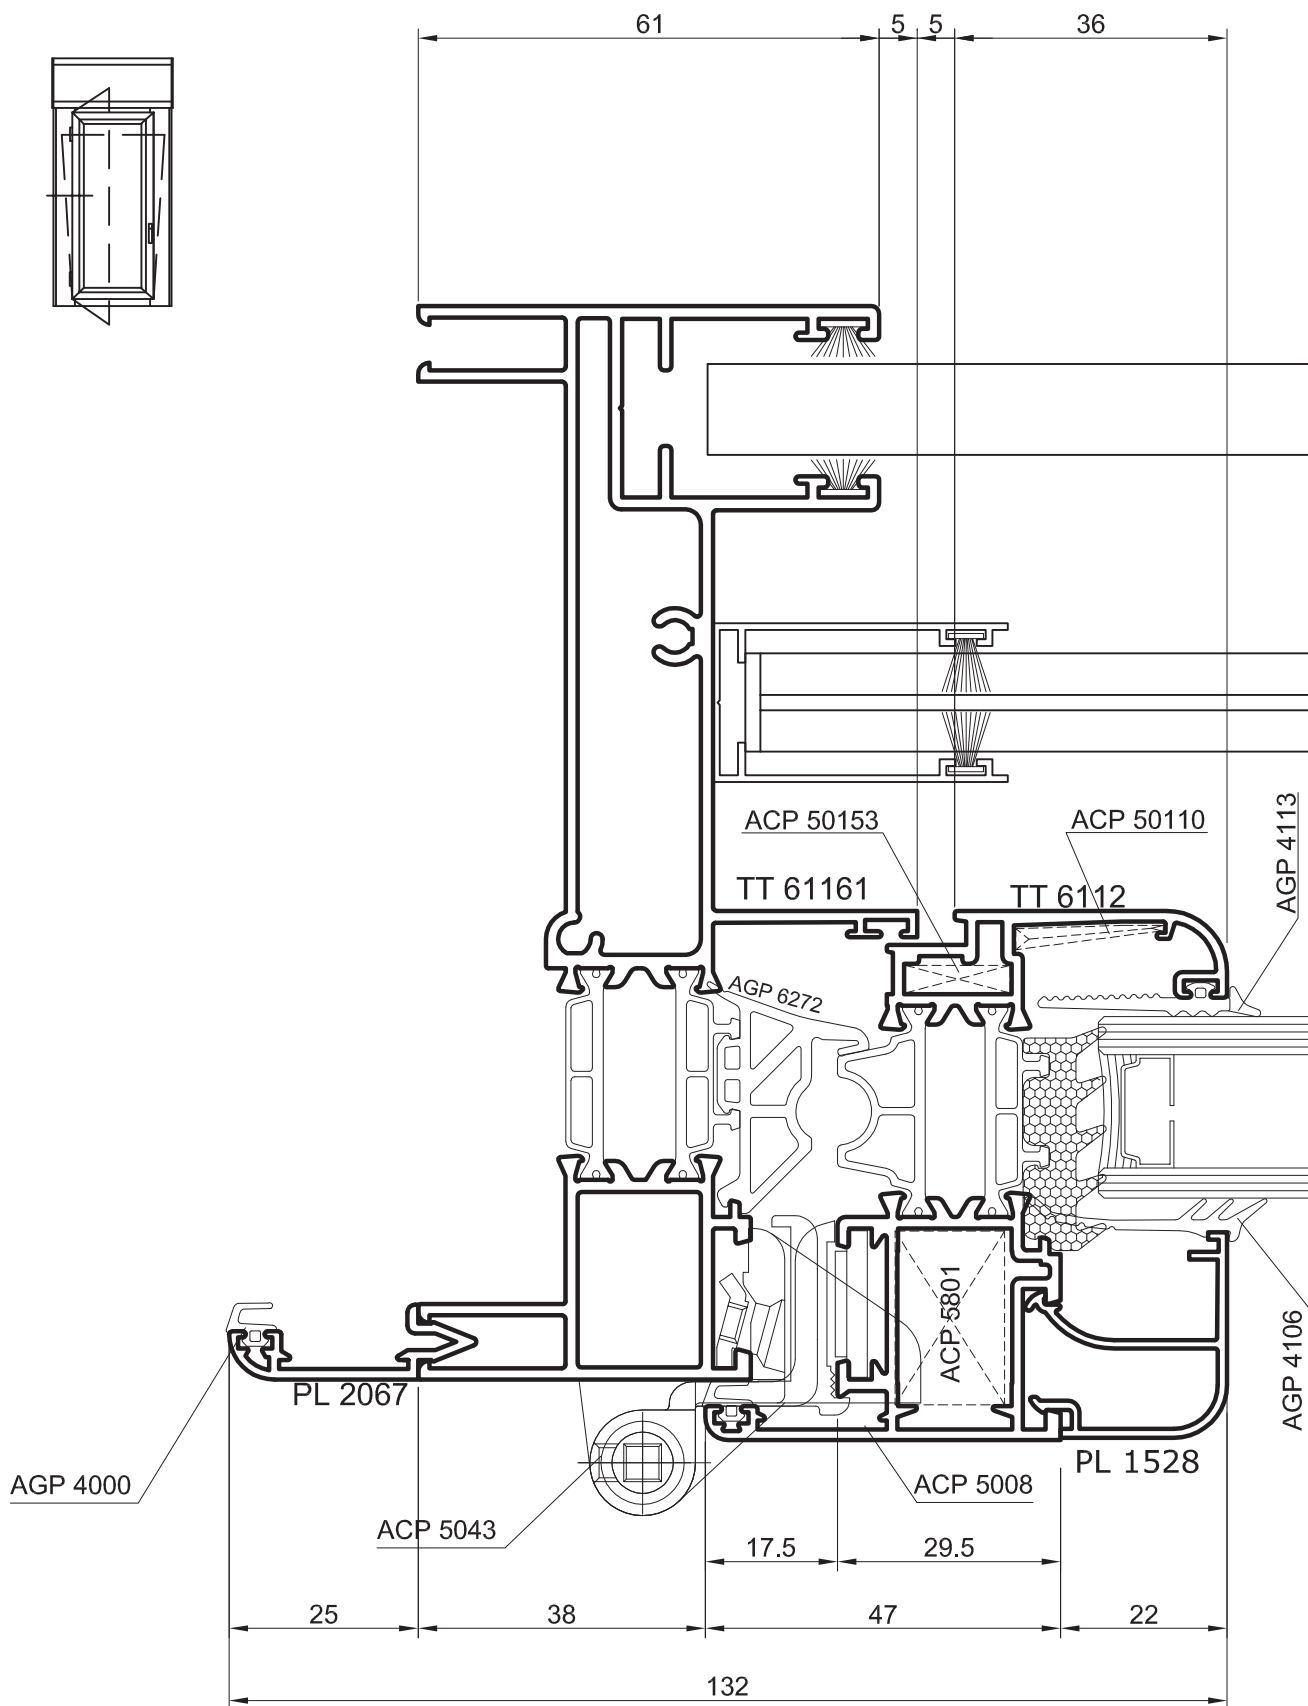 61
5
5
36
ACP 50153
ACP 50110
AGP 4113
TT 61161
TT 6112
AGP 6272
ACP 5801
PL 2067
AGP 4106
PL 1528
AGP 4000
ACP 5008
ACP 5043
17.5
29.5
25
38
47
22
132